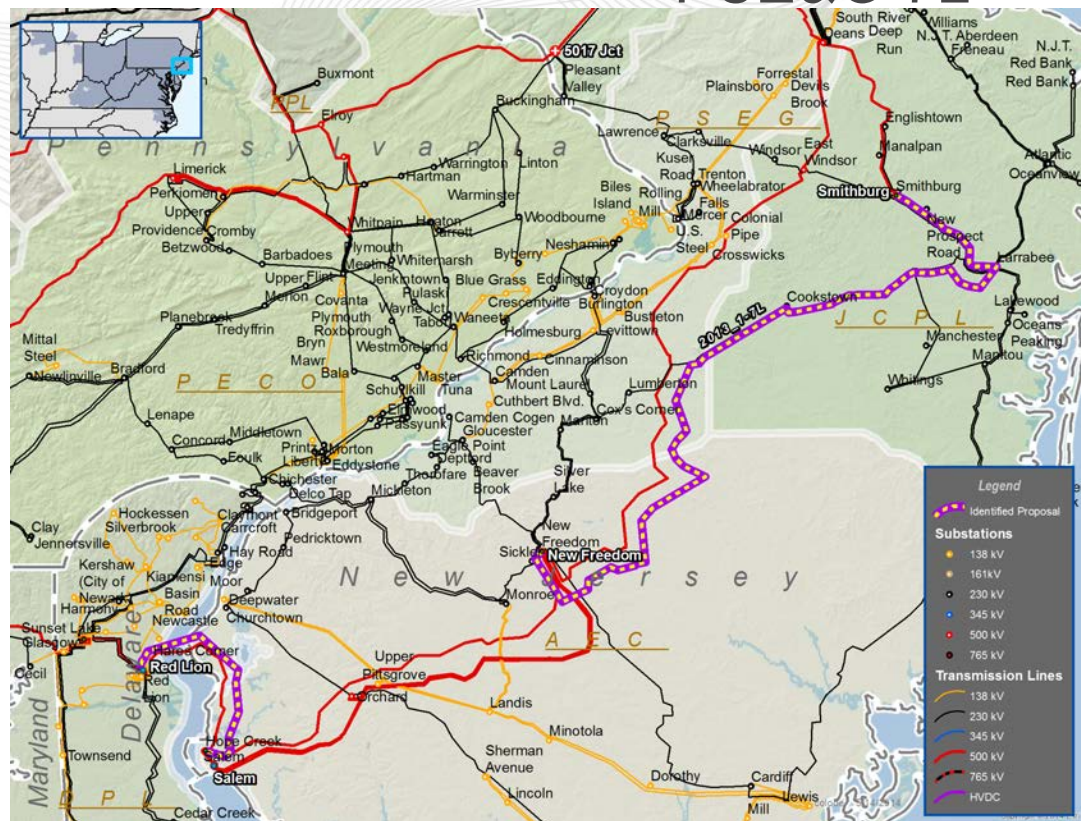 South River
Deans
Deep
Run
Williams
N.J.T. Aberdeen
Freneau
N.J.T.
Red Bank
Red Bank
5017 Jct
Pleasant
Valley
Buxmont
Buckingham
PPL
Elroy
Pennsylvania
Forrestal
Plainsboro
Devils
Brook
PSEG
Lawrence
Clarksville
Englishtown
Manalpan
Windsor
East
Windsor
Atlantic
Oceanview
Linton
Warrington
Hartman
Warminster
Limerick
Perkiomen
Upper
Providence
Cromby
Betzwood
Kuser
Road
Trenton
Wheelabrator
Falls
Mercer
U.S.
Steel
Biles
Island
Rolling
Mill
Smithburg
Smithburg
New
Prospect
Road
Larrabee
Whitpain
Heaton
Jarrett
Woodbourne
Neshaminy
Byberry
Colonial
Pipe
Crosswicks
Barbadoes
Plymouth
Meeting
Whitemarsh
Upper
Flint
Merion
Jenkintown
Blue Grass
Eddington
Croydon
Burlington
Pulaski
Crescentville
Bustleton
Levittown
Cookstown
Lakewood
Oceans
Peaking
JCPL
2013_1-7L
Manchester
Manitou
Whitings
Planebrook
Tredyffrin
Covanta
Plymouth
Roxborough
Wayne Jct
Tabor
Waneeta
Holmesburg
Westmoreland
Bryn
Mawr
Bala
Richmond
Cinnaminson
Camden
Mount Laurel
Cuthbert Blvd.
Lumberton
Mittal
Steel
Newlinville
Bradford
PECO
Master
Tuna
Schuylkill
Elmwood
Passyunk
Camden Cogen
Gloucester
Marlton
Cox's Corner
Lenape
Concord
Middletown
Foulk
Printz
Morton
Liberty
Eddystone
Eagle Point
Deptford
Thorofare
Beaver
Brook
Silver
Lake
Chichester
Delco Tap
Mickleton
Claymont
Bridgeport
Hockessen
Silverbrook
Carrcroft
Pedricktown
Clay
Jennersville
Hay Road
Edge
Moor
Kershaw
(City of
Newark)
Kiamensi
Basin
Road
Harmony
Newcastle
New
Freedom
Sickler
New Freedom
New Jersey
Monroe
Deepwater
Churchtown
Sunset Lake
Glasgow
Cecil
Hares Corner
Red Lion
Red
Lion
AEC
Upper
Pittsgrove
Orchard
Landis
Minotola
Delaware
Maryland
Townsend
Hope Creek
Salem
Salem
Sherman
Avenue
Lincoln
Dorothy
Cardiff
Lewis
Mill
DPL
Cedar Creek
Legend
Identified Proposal
Substations
138 kV
161kV
230 kV
345 kV
500 kV
765 kV
Transmission Lines
138 kV
230 kV
345 kV
500 kV
765 kV
HVDC